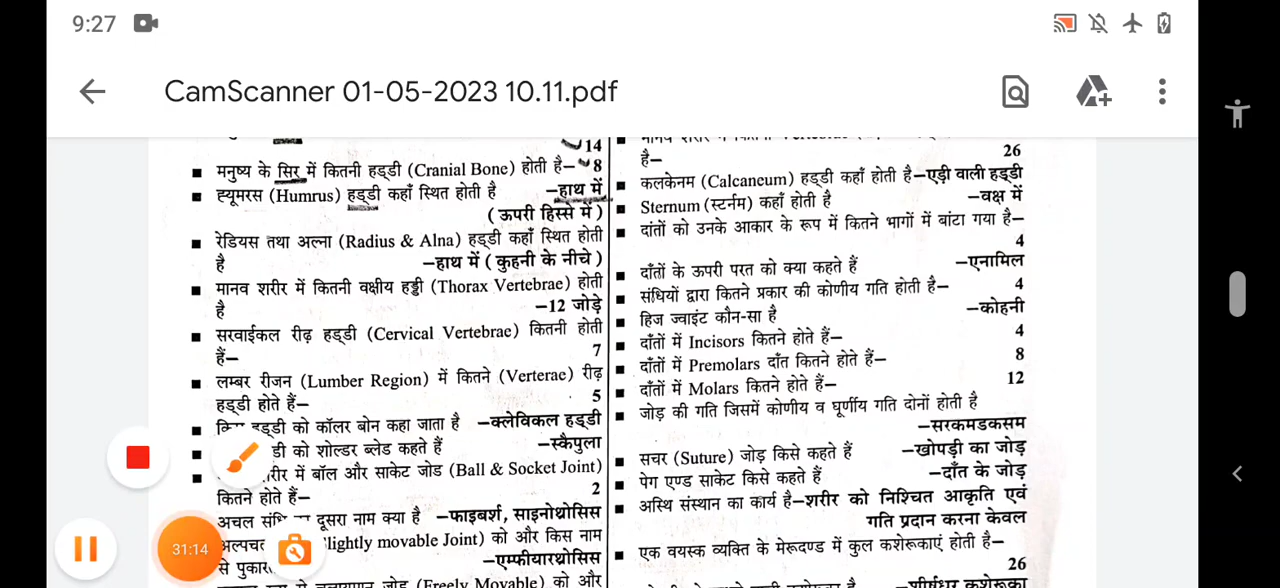 9:27
CamScanner 01-05-2023 10.11.pdf
14
मनुष्य के सिर में कितनी हड्डी (Cranial Bone) होती है– 8
ह्यूमरस (Humrus) हड्डी कहाँ स्थित होती है –हाथ में
(ऊपरी हिस्से में)
रेडियस तथा अल्ना (Radius & Alna) हड्डी कहाँ स्थित होती
है –हाथ में (कुहनी के नीचे)
मानव शरीर में कितनी वक्षीय हड्डी (Thorax Vertebrae) होती
है –12 जोड़े
सरवाईकल रीढ़ हड्डी (Cervical Vertebrae) कितनी होती
हैं– 7
लम्बर रीजन (Lumber Region) में कितने (Verterae) रीढ़
हड्डी होते हैं– 5
हड्डी को कॉलर बोन कहा जाता है –क्लेविकल हड्डी
डी को शोल्डर ब्लेड कहते हैं –स्कैपुला
में बॉल और साकेट जोड (Ball & Socket Joint)
कितने होते हैं– 2
अचल दूसरा नाम क्या है –फाइबर्श, साइनोथ्रोसिस
lightly movable Joint) को और किस नाम
से –एम्फीयारथ्रोसिस
जोड़ (Freely Movable) को और
है– 26
कलकेनम (Calcaneum) हड्डी कहाँ होती है–एड़ी वाली हड्डी
Sternum (स्टर्नम) कहाँ होती है –वक्ष में
दांतों को उनके आकार के रूप में कितने भागों में बांटा गया है–
4
दाँतों के ऊपरी परत को क्या कहते हैं –एनामिल
संधियों द्वारा कितने प्रकार की कोणीय गति होती है– 4
हिज ज्वाइंट कौन-सा है –कोहनी
दाँतों में Incisors कितने होते हैं– 4
दाँतों में Premolars दाँत कितने होते हैं– 8
दाँतों में Molars कितने होते हैं– 12
जोड़ की गति जिसमें कोणीय व घूर्णीय गति दोनों होती है
–सरकमडकसम
सचर (Suture) जोड़ किसे कहते हैं –खोपड़ी का जोड़
पेग एण्ड साकेट किसे कहते हैं –दाँत के जोड़
अस्थि संस्थान का कार्य है–शरीर को निश्चित आकृति एवं
गति प्रदान करना केवल
एक वयस्क व्यक्ति के मेरूदण्ड में कुल कशेरूकाएं होती है–
26
31:14